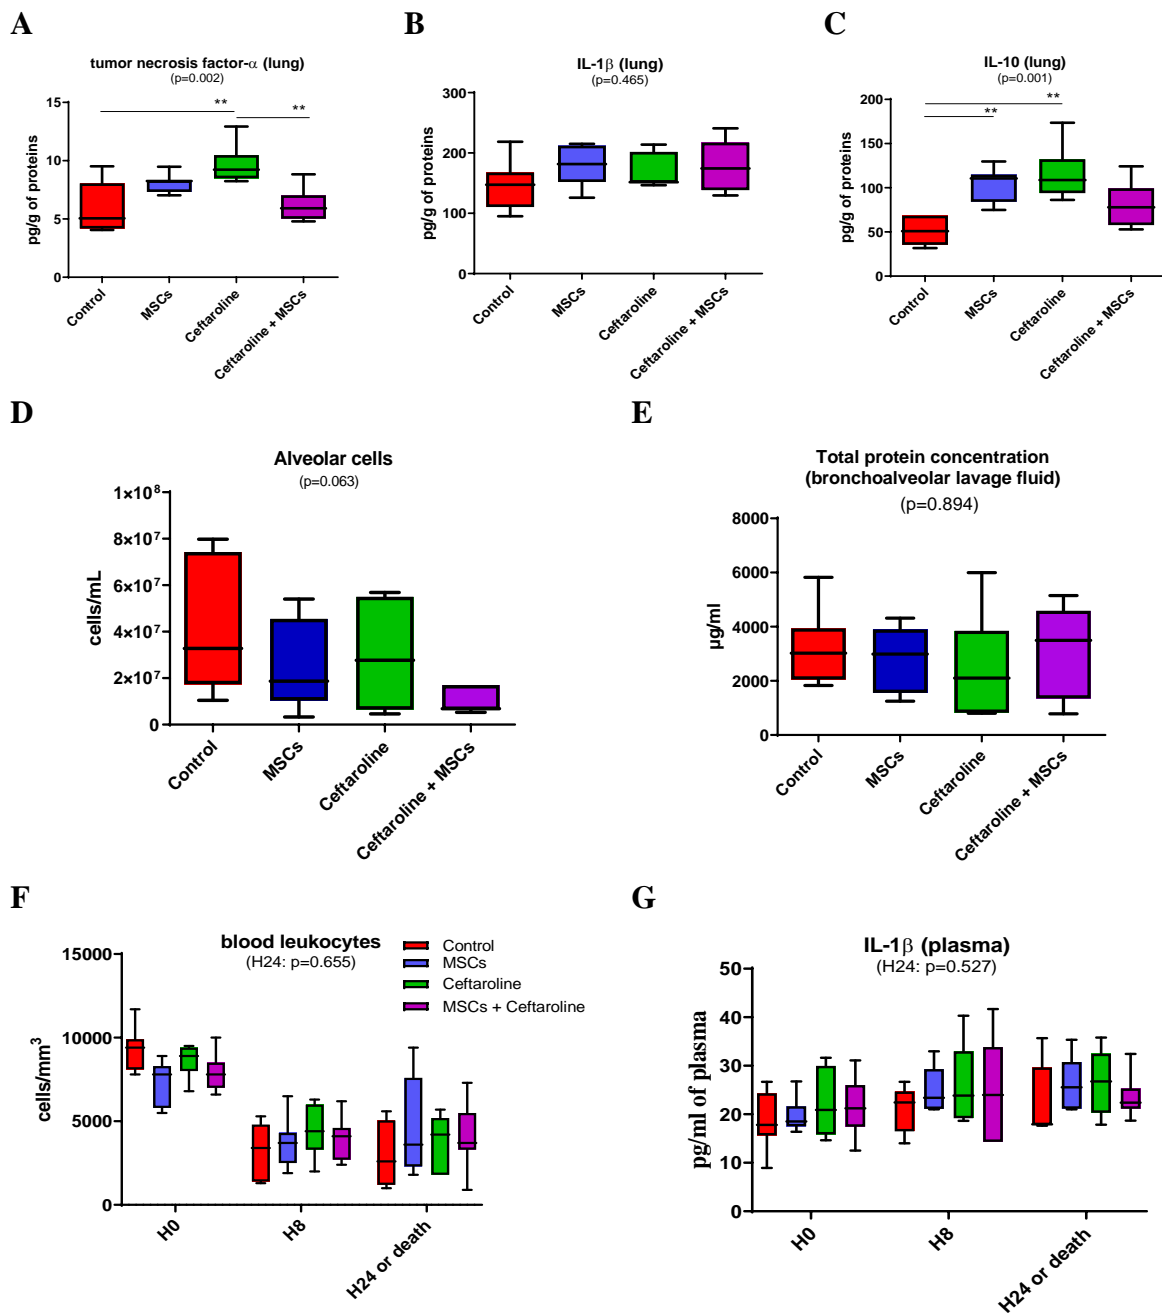 A
tumor necrosis factor-α (lung)
(p=0.002)
pg/g of proteins
15
10
5
0
**
**
Control
MSCs
Ceftaroline
Ceftaroline + MSCs
B
IL-1β (lung)
(p=0.465)
pg/g of proteins
300
200
100
0
Control
MSCs
Ceftaroline
Ceftaroline + MSCs
C
IL-10 (lung)
(p=0.001)
pg/g of proteins
200
150
100
50
0
**
**
Control
MSCs
Ceftaroline
Ceftaroline + MSCs
D
Alveolar cells
(p=0.063)
cells/mL
1×10⁸
8×10⁷
6×10⁷
4×10⁷
2×10⁷
0
Control
MSCs
Ceftaroline
Ceftaroline + MSCs
E
Total protein concentration
(bronchoalveolar lavage fluid)
(p=0.894)
µg/ml
8000
6000
4000
2000
0
Control
MSCs
Ceftaroline
Ceftaroline + MSCs
F
blood leukocytes
(H24: p=0.655)
cells/mm³
15000
10000
5000
0
Control
MSCs
Ceftaroline
MSCs + Ceftaroline
H0
H8
H24 or death
G
IL-1β (plasma)
(H24: p=0.527)
pg/ml of plasma
50
40
30
20
10
0
H0
H8
H24 or death